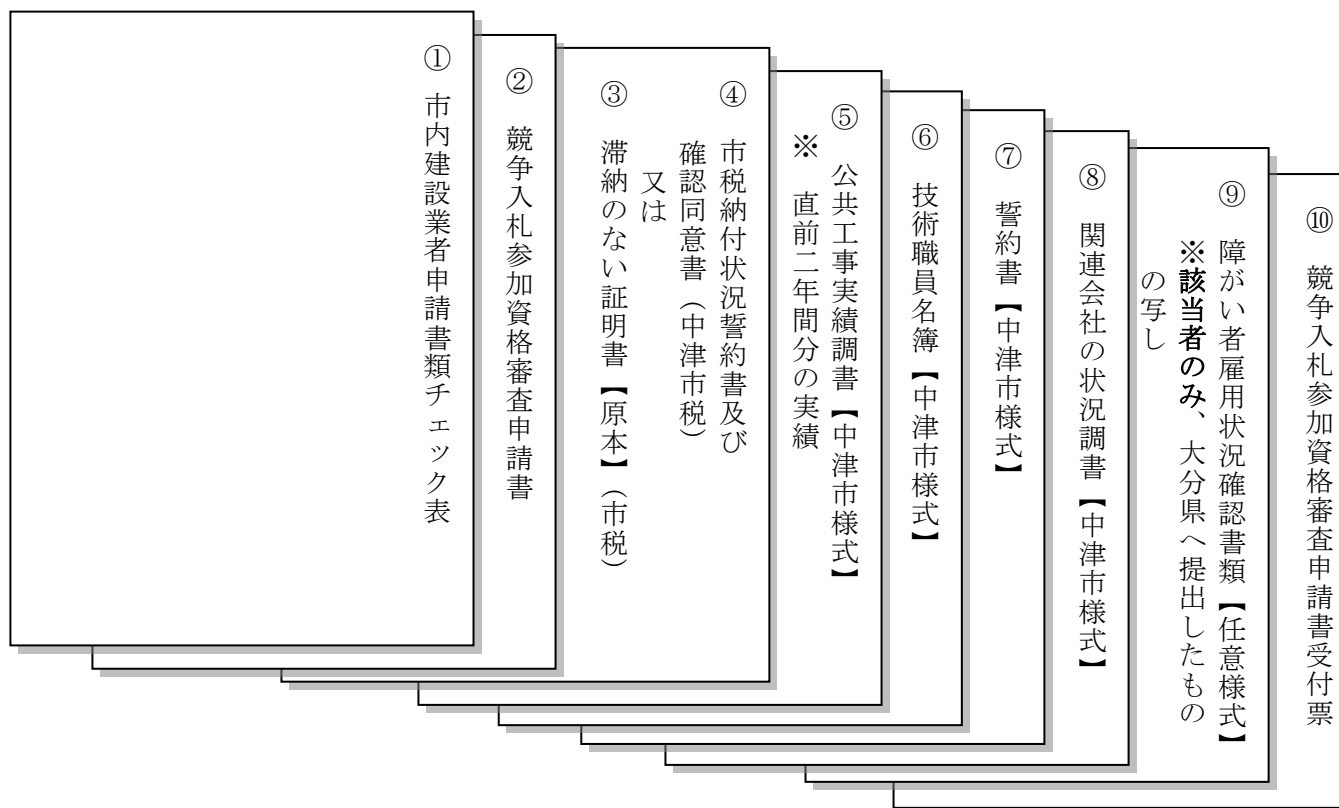 ① 市内建設業者申請書類チェック表
② 競争入札参加資格審査申請書
③ 滞納のない証明書【原本】（市税）
又は
④ 市税納付状況誓約書及び
確認同意書（中津市税）
⑤ 公共工事実績調書【中津市様式】
※ 直前二年間分の実績
⑥ 技術職員名簿【中津市様式】
⑦ 誓約書【中津市様式】
⑧ 関連会社の状況調書【中津市様式】
⑨ 障がい者雇用状況確認書類【任意様式】
※該当者のみ、大分県へ提出したもの
の写し
⑩ 競争入札参加資格審査申請書受付票